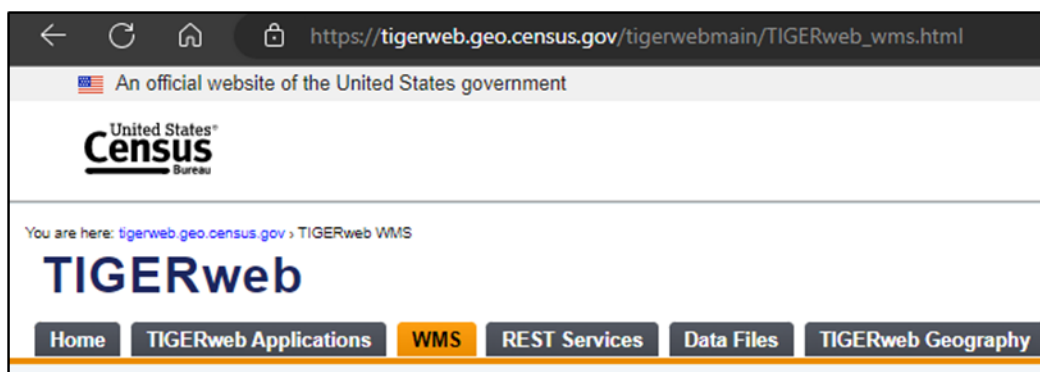 https://tigerweb.geo.census.gov/tigerwebmain/TIGERweb_wms.html
An official website of the United States government
United States®
Census
Bureau
You are here: tigerweb.geo.census.gov › TIGERweb WMS
TIGERweb
Home TIGERweb Applications WMS REST Services Data Files TIGERweb Geography